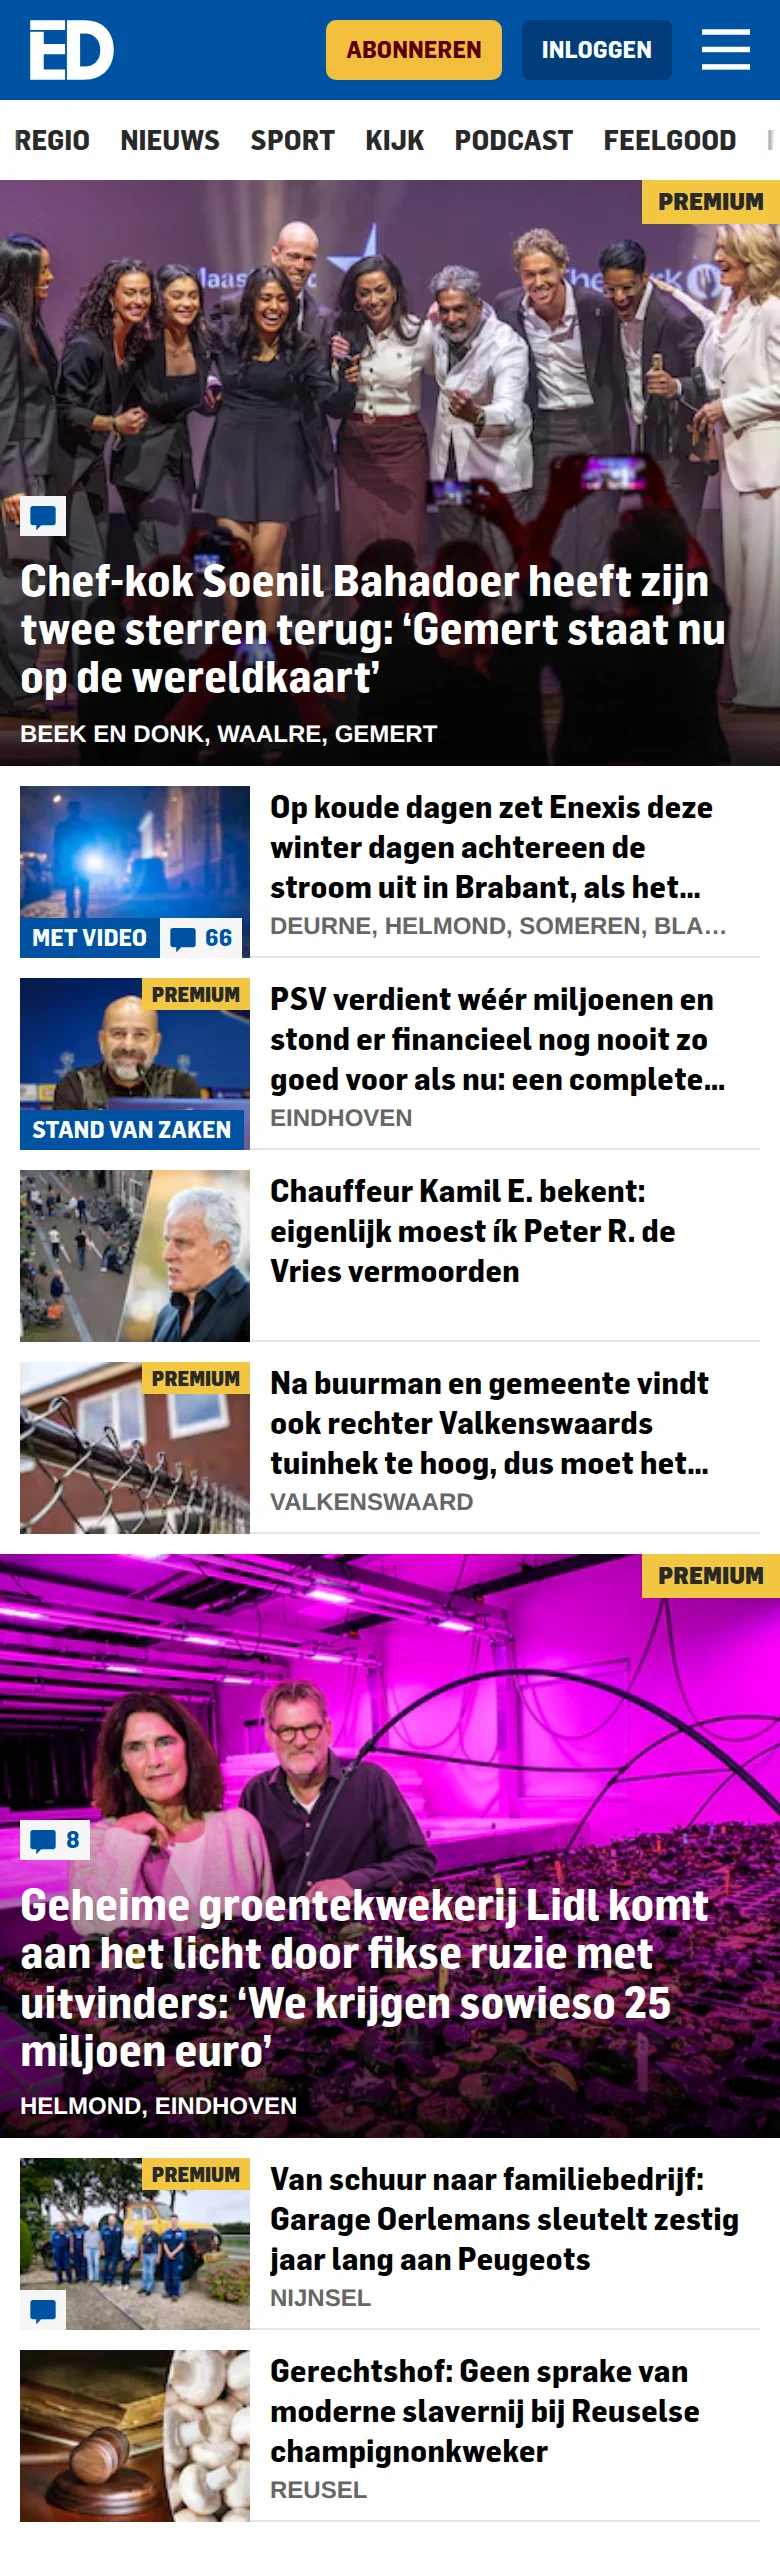 ED
ABONNEREN
INLOGGEN
REGIO NIEUWS SPORT KIJK PODCAST FEELGOOD
PREMIUM
Chef-kok Soenil Bahadoer heeft zijn
twee sterren terug: ‘Gemert staat nu
op de wereldkaart’
BEEK EN DONK, WAALRE, GEMERT
MET VIDEO
66
Op koude dagen zet Enexis deze
winter dagen achtereen de
stroom uit in Brabant, als het...
DEURNE, HELMOND, SOMEREN, BLA...
PREMIUM
STAND VAN ZAKEN
PSV verdient wéér miljoenen en
stond er financieel nog nooit zo
goed voor als nu: een complete...
EINDHOVEN
Chauffeur Kamil E. bekent:
eigenlijk moest ík Peter R. de
Vries vermoorden
PREMIUM
Na buurman en gemeente vindt
ook rechter Valkenswaards
tuinhek te hoog, dus moet het...
VALKENSWAARD
PREMIUM
8
Geheime groentekwekerij Lidl komt
aan het licht door fikse ruzie met
uitvinders: ‘We krijgen sowieso 25
miljoen euro’
HELMOND, EINDHOVEN
PREMIUM
Van schuur naar familiebedrijf:
Garage Oerlemans sleutelt zestig
jaar lang aan Peugeots
NIJNSEL
Gerechtshof: Geen sprake van
moderne slavernij bij Reuselse
champignonkweker
REUSEL